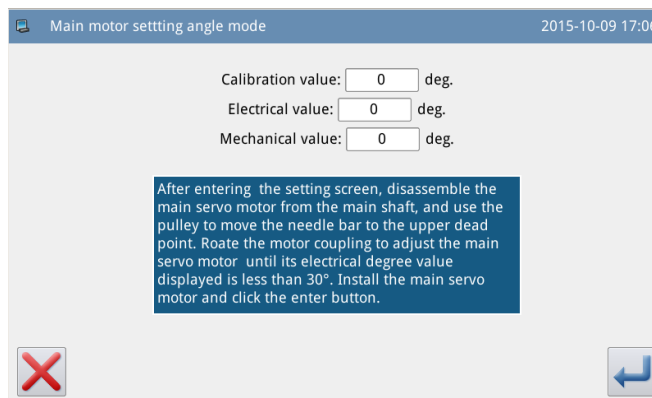 Main motor settting angle mode 2015-10-09 17:06
Calibration value: 0 deg.
Electrical value: 0 deg.
Mechanical value: 0 deg.
After entering the setting screen, disassemble the
main servo motor from the main shaft, and use the
pulley to move the needle bar to the upper dead
point. Roate the motor coupling to adjust the main
servo motor until its electrical degree value
displayed is less than 30°. Install the main servo
motor and click the enter button.